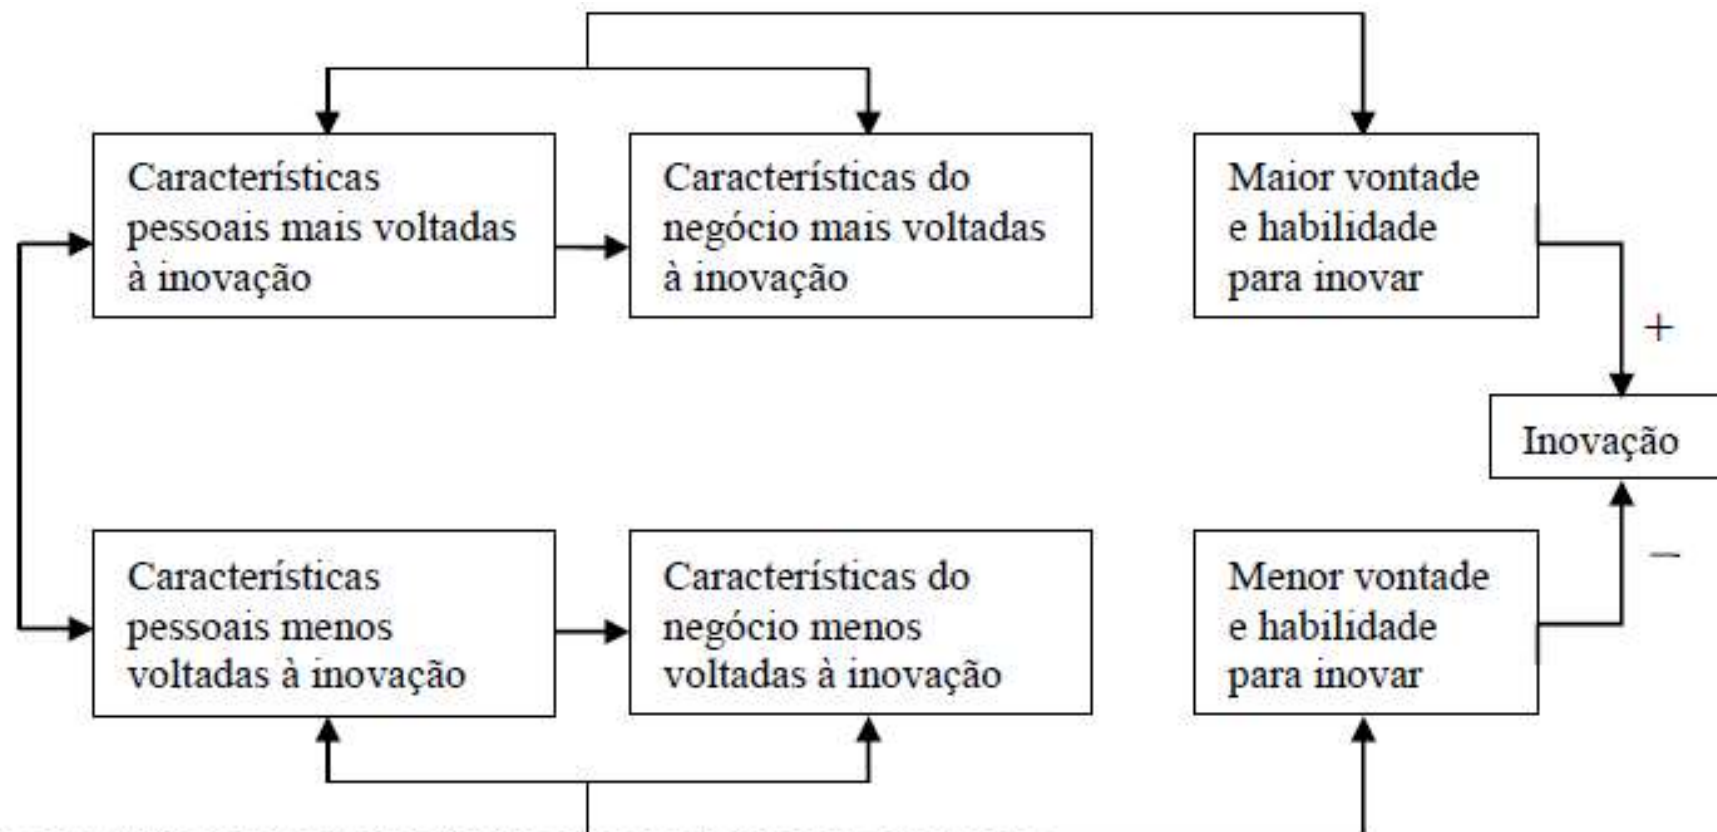 Características
pessoais mais voltadas
à inovação
Características do
negócio mais voltadas
à inovação
Maior vontade
e habilidade
para inovar
+
Inovação
Características
pessoais menos
voltadas à inovação
Características do
negócio menos
voltadas à inovação
Menor vontade
e habilidade
para inovar
–